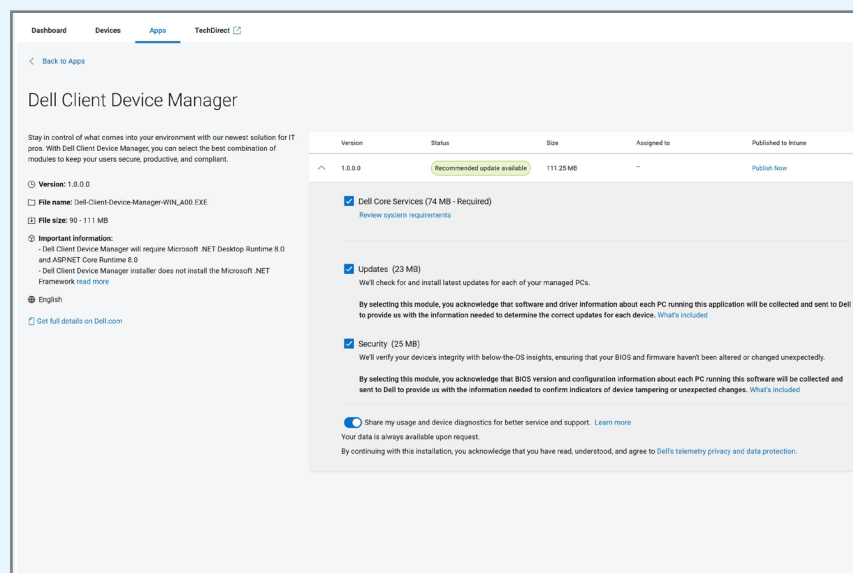 Dashboard Devices Apps TechDirect
Back to Apps
Dell Client Device Manager
Stay in control of what comes into your environment with our newest solution for IT
pros. With Dell Client Device Manager, you can select the best combination of
modules to keep your users secure, productive, and compliant.
Version: 1.0.0.0
File name: Dell-Client-Device-Manager-WIN_A00.EXE
File size: 90 - 111 MB
Important information:
- Dell Client Device Manager will require Microsoft .NET Desktop Runtime 8.0
and ASP.NET Core Runtime 8.0
- Dell Client Device Manager installer does not install the Microsoft .NET
Framework read more
English
Get full details on Dell.com
Version Status Size Assigned to Published to Intune
1.0.0.0 Recommended update available 111.25 MB -- Publish Now
Dell Core Services (74 MB - Required)
Review system requirements
Updates (23 MB)
We'll check for and install latest updates for each of your managed PCs.
By selecting this module, you acknowledge that software and driver information about each PC running this application will be collected and sent to Dell
to provide us with the information needed to determine the correct updates for each device. What's included
Security (25 MB)
We'll verify your device's integrity with below-the-OS insights, ensuring that your BIOS and firmware haven't been altered or changed unexpectedly.
By selecting this module, you acknowledge that BIOS version and configuration information about each PC running this software will be collected and
sent to Dell to provide us with the information needed to confirm indicators of device tampering or unexpected changes. What's included
Share my usage and device diagnostics for better service and support. Learn more
Your data is always available upon request.
By continuing with this installation, you acknowledge that you have read, understood, and agree to Dell's telemetry privacy and data protection.